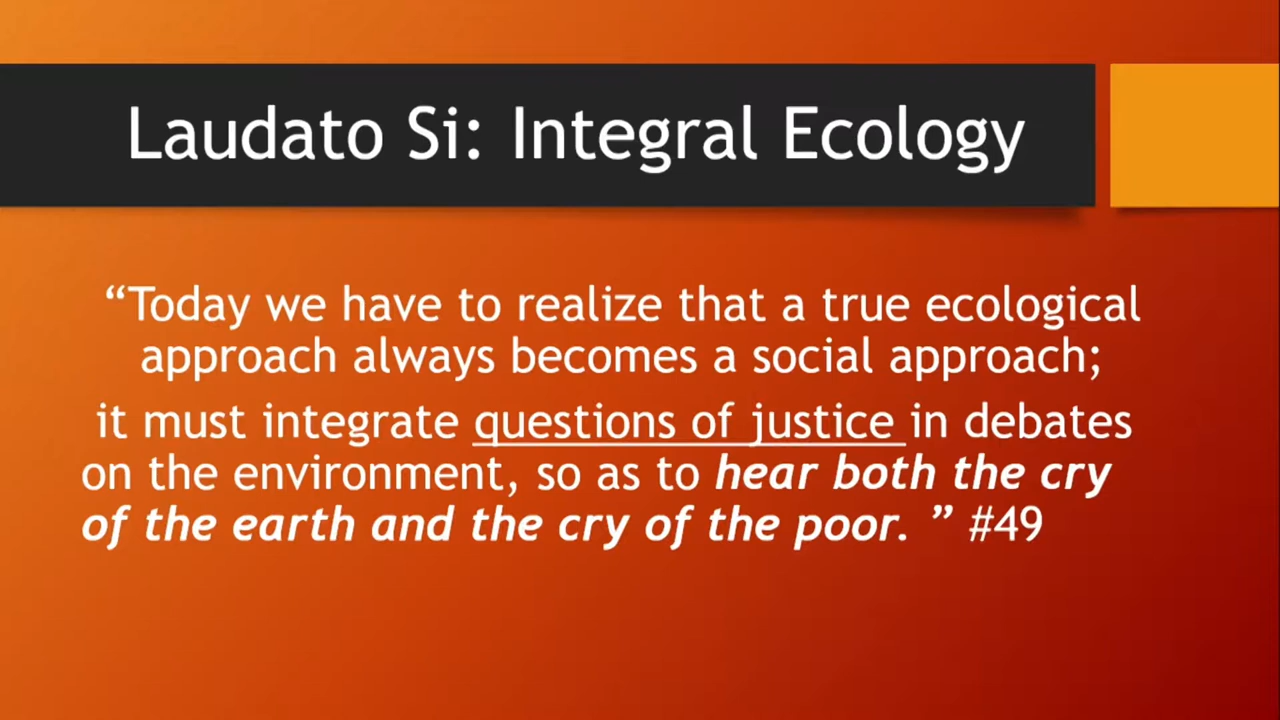 Laudato Si: Integral Ecology
“Today we have to realize that a true ecological
approach always becomes a social approach;
it must integrate questions of justice in debates
on the environment, so as to hear both the cry
of the earth and the cry of the poor. ” #49